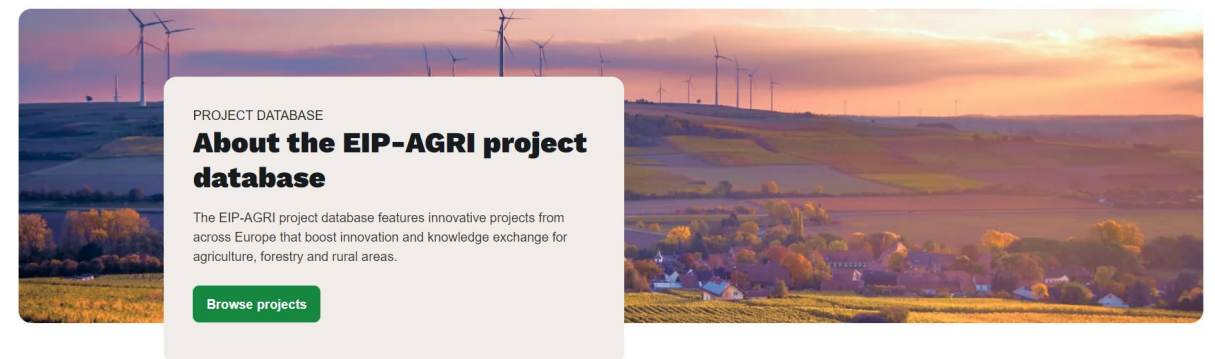 PROJECT DATABASE
About the EIP-AGRI project
database
The EIP-AGRI project database features innovative projects from
across Europe that boost innovation and knowledge exchange for
agriculture, forestry and rural areas.
Browse projects